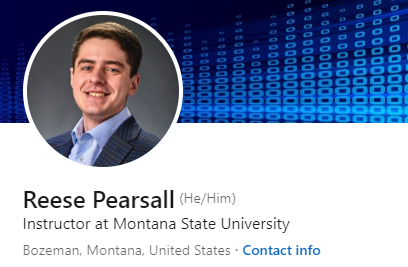 Reese Pearsall (He/Him)
Instructor at Montana State University
Bozeman, Montana, United States · Contact info